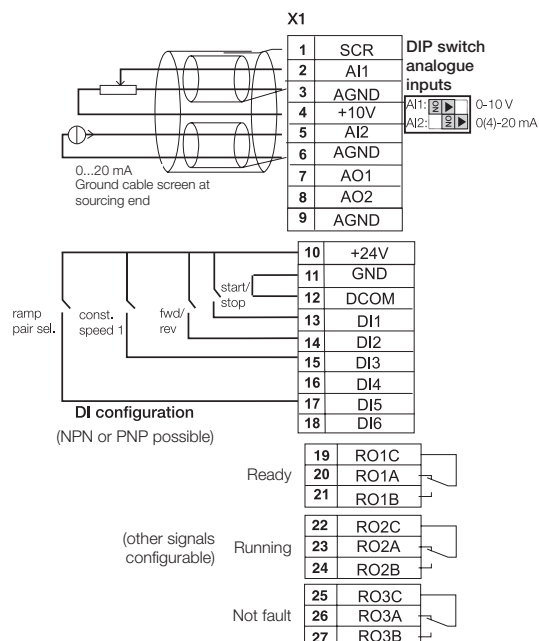 X1
1 SCR
2 AI1
3 AGND
4 +10V
5 AI2
6 AGND
7 AO1
8 AO2
9 AGND
DIP switch
analogue
inputs
AI1: ON 0-10 V
AI2: ON 0(4)-20 mA
0...20 mA
Ground cable screen at
sourcing end
10 +24V
11 GND
12 DCOM
13 DI1
14 DI2
15 DI3
16 DI4
17 DI5
18 DI6
ramp
pair sel.
const.
speed 1
fwd/
rev
start/
stop
DI configuration
(NPN or PNP possible)
19 RO1C
Ready 20 RO1A
21 RO1B
(other signals
configurable)
22 RO2C
Running 23 RO2A
24 RO2B
25 RO3C
Not fault 26 RO3A
27 RO3B